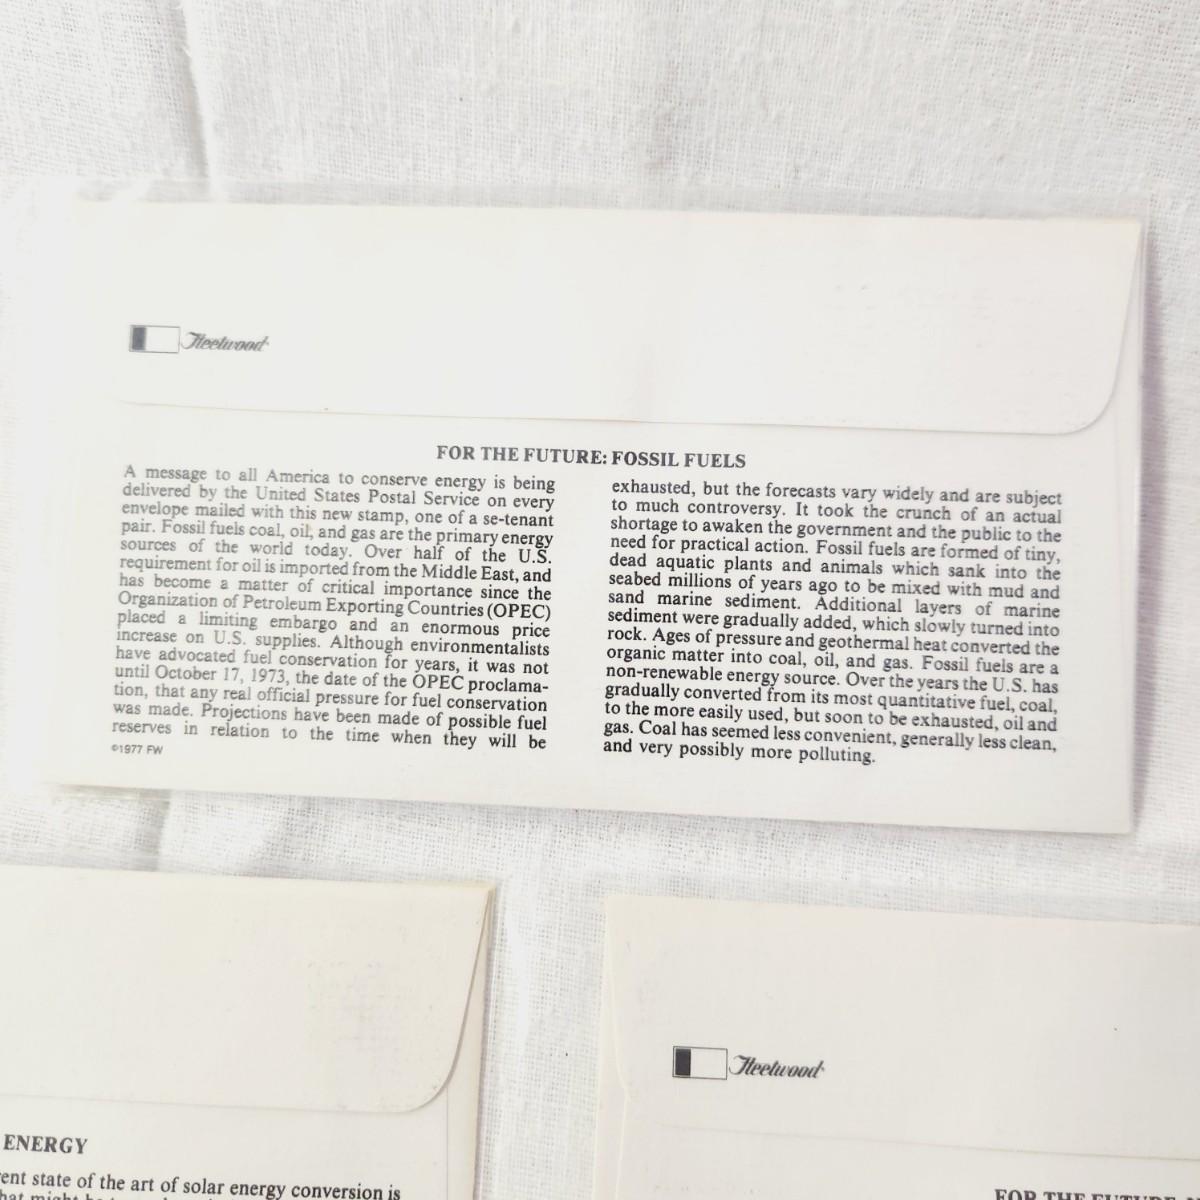 Fleetwood
FOR THE FUTURE: FOSSIL FUELS
A message to all America to conserve energy is being
delivered by the United States Postal Service on every
envelope mailed with this new stamp, one of a se-tenant
pair. Fossil fuels coal, oil, and gas are the primary energy
sources of the world today. Over half of the U.S.
requirement for oil is imported from the Middle East, and
has become a matter of critical importance since the
Organization of Petroleum Exporting Countries (OPEC)
placed a limiting embargo and an enormous price
increase on U.S. supplies. Although environmentalists
have advocated fuel conservation for years, it was not
until October 17, 1973, the date of the OPEC proclama-
tion, that any real official pressure for fuel conservation
was made. Projections have been made of possible fuel
reserves in relation to the time when they will be
©1977 FW
exhausted, but the forecasts vary widely and are subject
to much controversy. It took the crunch of an actual
shortage to awaken the government and the public to the
need for practical action. Fossil fuels are formed of tiny,
dead aquatic plants and animals which sank into the
seabed millions of years ago to be mixed with mud and
sand marine sediment. Additional layers of marine
sediment were gradually added, which slowly turned into
rock. Ages of pressure and geothermal heat converted the
organic matter into coal, oil, and gas. Fossil fuels are a
non-renewable energy source. Over the years the U.S. has
gradually converted from its most quantitative fuel, coal,
to the more easily used, but soon to be exhausted, oil and
gas. Coal has seemed less convenient, generally less clean,
and very possibly more polluting.
ENERGY
ent state of the art of solar energy conversion is
hat might be
Fleetwood
FOR THE FUTURE: